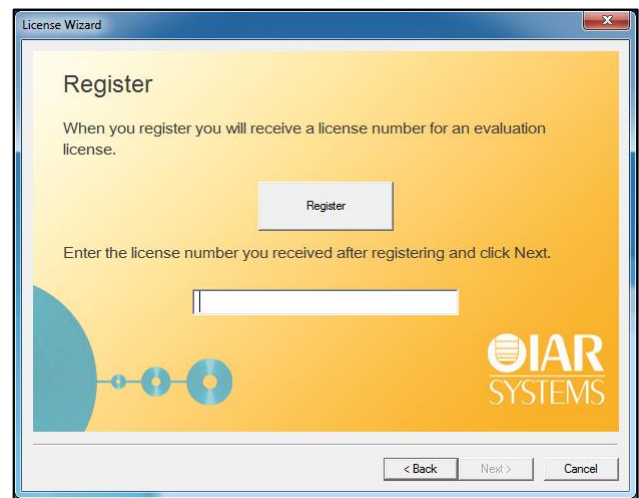 License Wizard
Register
When you register you will receive a license number for an evaluation
license.
Register
Enter the license number you received after registering and click Next.
IAR
SYSTEMS
< Back
Next >
Cancel